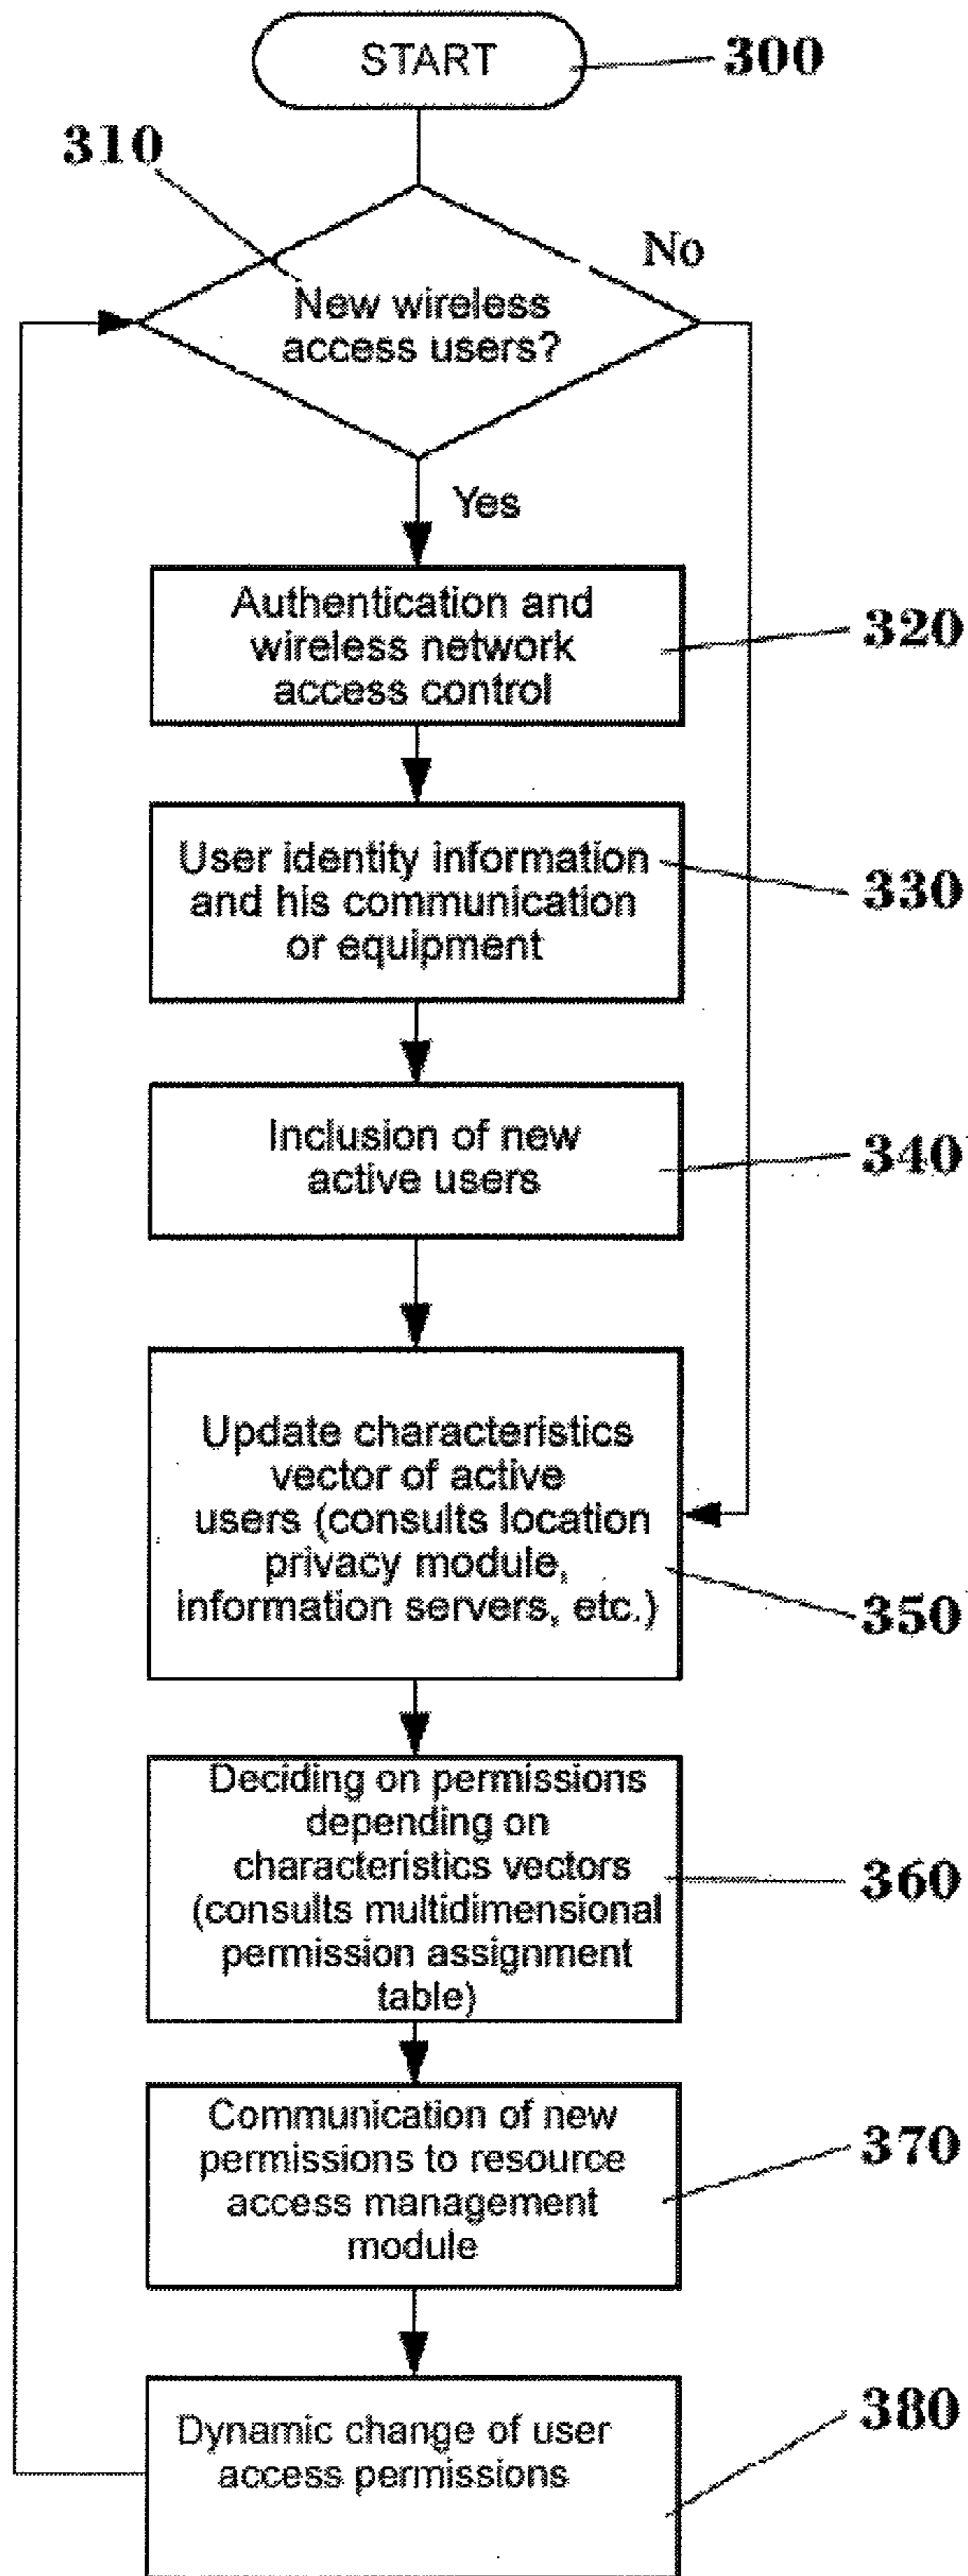 START
300
310
No
New wireless
access users?
Yes
Authentication and
wireless network
access control
320
User identity information
and his communication
or equipment
330
Inclusion of new
active users
340
Update characteristics
vector of active
users (consults location
privacy module,
information servers, etc.)
350
Deciding on permissions
depending on
characteristics vectors
(consults multidimensional
permission assignment
table)
360
Communication of new
permissions to resource
access management
module
370
Dynamic change of user
access permissions
380